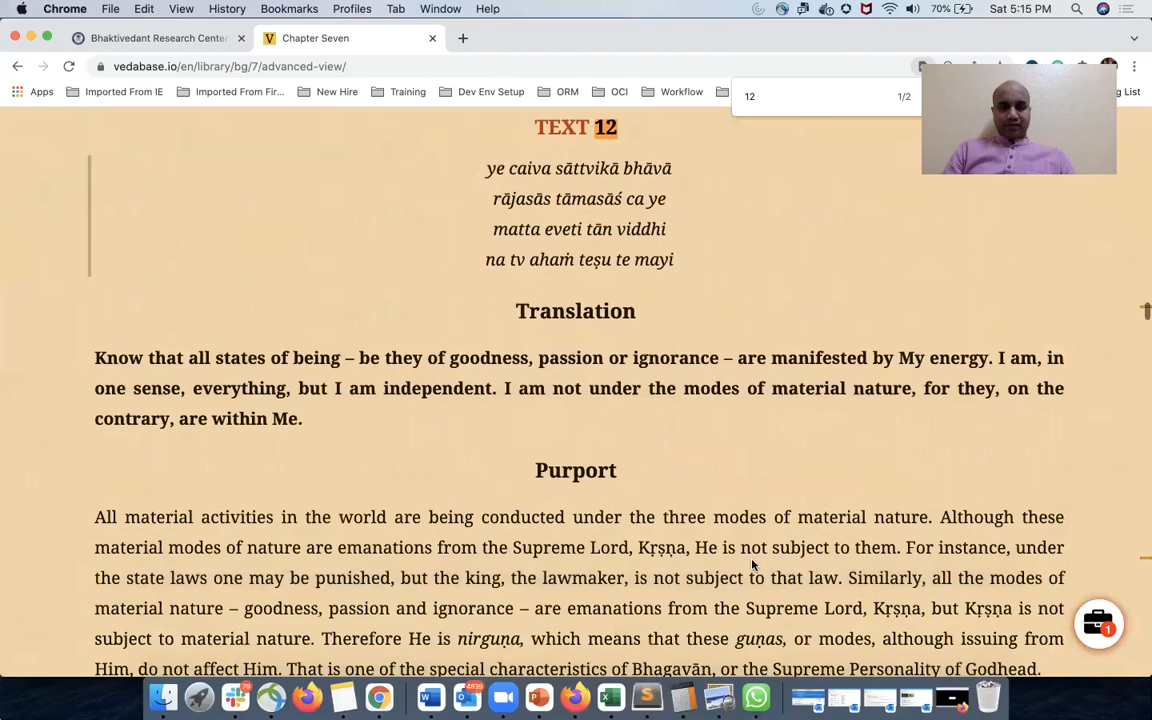 Chrome File Edit View History Bookmarks Profiles Tab Window Help 70% Sat 5:15 PM
Bhaktivedant Research Center Chapter Seven
vedabase.io/en/library/bg/7/advanced-view/
Apps Imported From IE Imported From Fir... New Hire Training Dev Env Setup ORM OCI Workflow
12 1/2
TEXT 12
ye caiva sāttvikā bhāvā
rājasās tāmasāś ca ye
matta eveti tān viddhi
na tv ahaṁ teṣu te mayi
Translation
Know that all states of being – be they of goodness, passion or ignorance – are manifested by My energy. I am, in
one sense, everything, but I am independent. I am not under the modes of material nature, for they, on the
contrary, are within Me.
Purport
All material activities in the world are being conducted under the three modes of material nature. Although these
material modes of nature are emanations from the Supreme Lord, Kṛṣṇa, He is not subject to them. For instance, under
the state laws one may be punished, but the king, the lawmaker, is not subject to that law. Similarly, all the modes of
material nature – goodness, passion and ignorance – are emanations from the Supreme Lord, Kṛṣṇa, but Kṛṣṇa is not
subject to material nature. Therefore He is nirguṇa, which means that these guṇas, or modes, although issuing from
Him, do not affect Him. That is one of the special characteristics of Bhagavān, or the Supreme Personality of Godhead.
1
79
4839